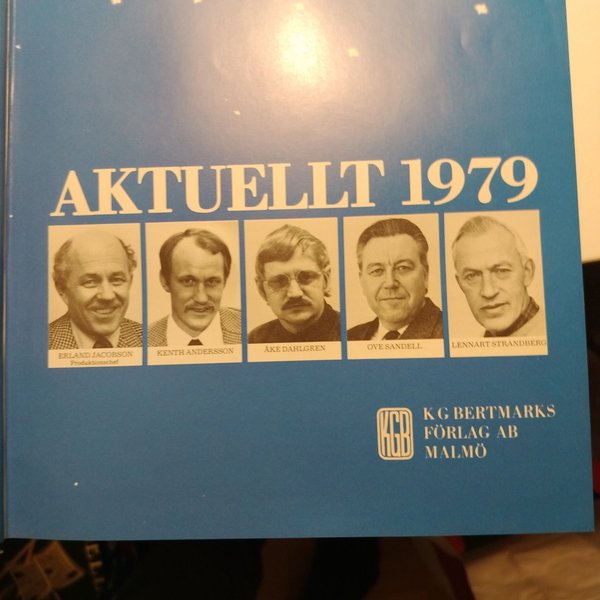 AKTUELLT 1979
ERLAND JACOBSON
Produktionschef
KENTH ANDERSSON
ÅKE DAHLGREN
OVE SANDELL
LENNART STRANDBERG
KGB
K G BERTMARKS
FÖRLAG AB
MALMÖ